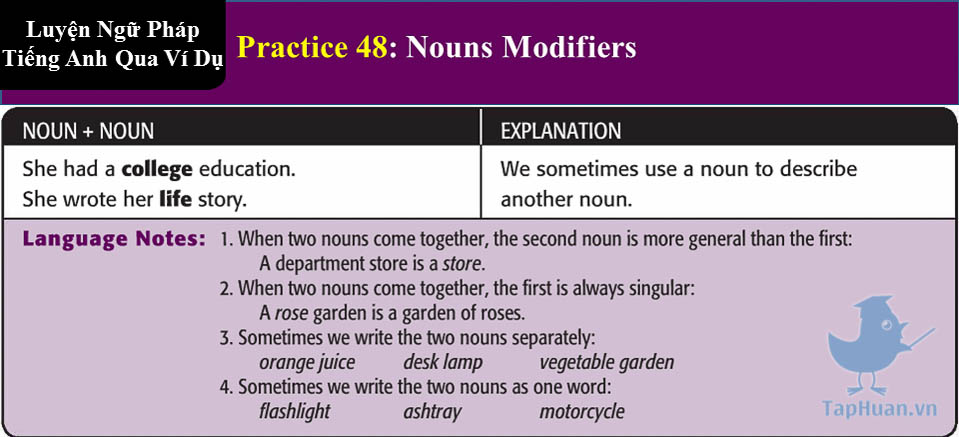 Luyện Ngữ Pháp
Tiếng Anh Qua Ví Dụ
Practice 48: Nouns Modifiers
NOUN + NOUN
EXPLANATION
She had a college education.
She wrote her life story.
We sometimes use a noun to describe
another noun.
Language Notes: 1. When two nouns come together, the second noun is more general than the first:
A department store is a store.
2. When two nouns come together, the first is always singular:
A rose garden is a garden of roses.
3. Sometimes we write the two nouns separately:
orange juice desk lamp vegetable garden
4. Sometimes we write the two nouns as one word:
flashlight ashtray motorcycle
TapHuan.vn